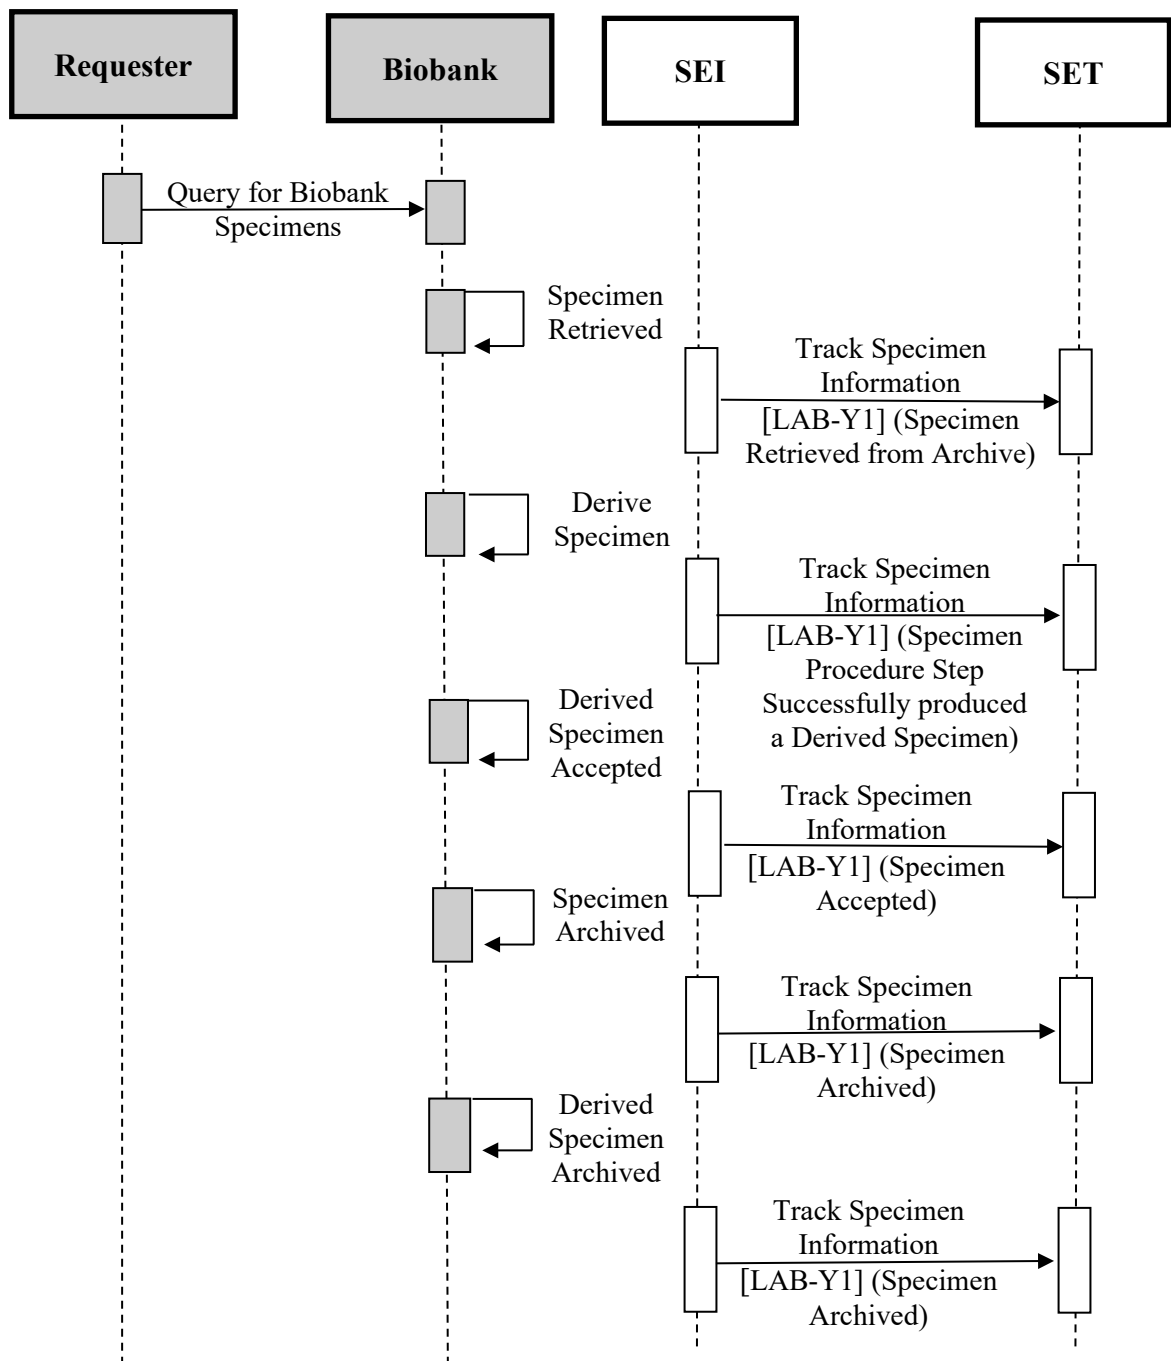 Requester
Biobank
SEI
SET
Query for Biobank
Specimens
Specimen
Retrieved
Track Specimen
Information
[LAB-Y1] (Specimen
Retrieved from Archive)
Derive
Specimen
Track Specimen
Information
[LAB-Y1] (Specimen
Procedure Step
Successfully produced
a Derived Specimen)
Derived
Specimen
Accepted
Track Specimen
Information
[LAB-Y1] (Specimen
Accepted)
Specimen
Archived
Track Specimen
Information
[LAB-Y1] (Specimen
Archived)
Derived
Specimen
Archived
Track Specimen
Information
[LAB-Y1] (Specimen
Archived)